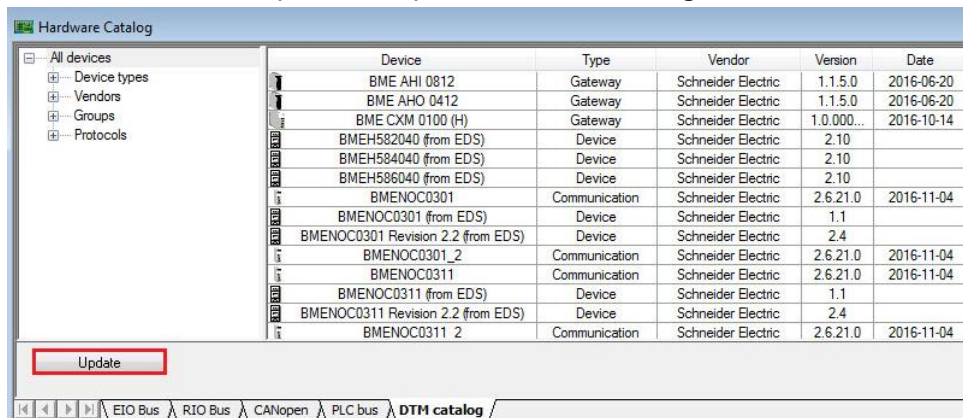 Hardware Catalog
All devices
Device types
Vendors
Groups
Protocols
Device Type Vendor Version Date
BME AHI 0812 Gateway Schneider Electric 1.1.5.0 2016-06-20
BME AHO 0412 Gateway Schneider Electric 1.1.5.0 2016-06-20
BME CXM 0100 (H) Gateway Schneider Electric 1.0.000... 2016-10-14
BMEH582040 (from EDS) Device Schneider Electric 2.10
BMEH584040 (from EDS) Device Schneider Electric 2.10
BMEH586040 (from EDS) Device Schneider Electric 2.10
BMENOC0301 Communication Schneider Electric 2.6.21.0 2016-11-04
BMENOC0301 (from EDS) Device Schneider Electric 1.1
BMENOC0301 Revision 2.2 (from EDS) Device Schneider Electric 2.4
BMENOC0301_2 Communication Schneider Electric 2.6.21.0 2016-11-04
BMENOC0311 Communication Schneider Electric 2.6.21.0 2016-11-04
BMENOC0311 (from EDS) Device Schneider Electric 1.1
BMENOC0311 Revision 2.2 (from EDS) Device Schneider Electric 2.4
BMENOC0311 2 Communication Schneider Electric 2.6.21.0 2016-11-04
Update
EIO Bus RIO Bus CANopen PLC bus DTM catalog